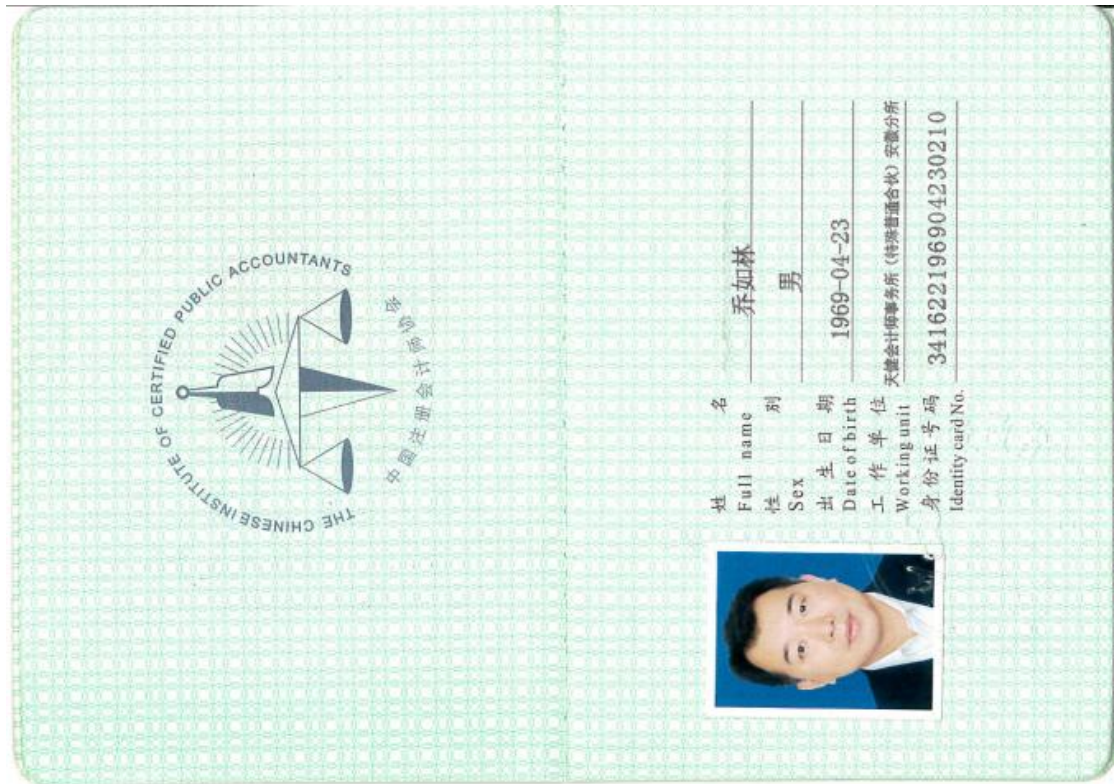 THE CHINESE INSTITUTE OF CERTIFIED PUBLIC ACCOUNTANTS
中国注册会计师协会
姓 名 乔如林
Full name
性 别 男
Sex
出 生 日 期 1969-04-23
Date of birth
工 作 单 位 天健会计师事务所（特殊普通合伙）安徽分所
Working unit
身份证号码 341622196904230210
Identity card No.